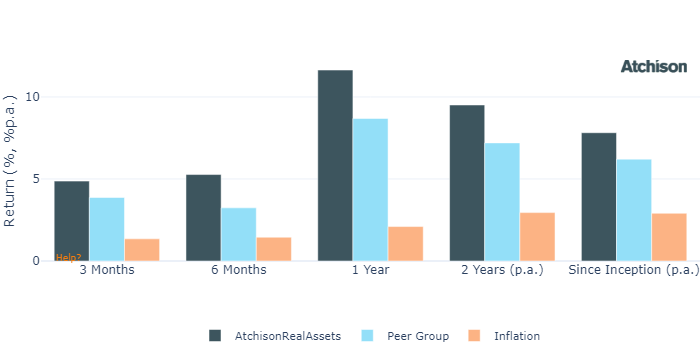 Atchison
Return (%, %p.a.)
10
5
0
Help?
3 Months
6 Months
1 Year
2 Years (p.a.)
Since Inception (p.a.)
AtchisonRealAssets
Peer Group
Inflation